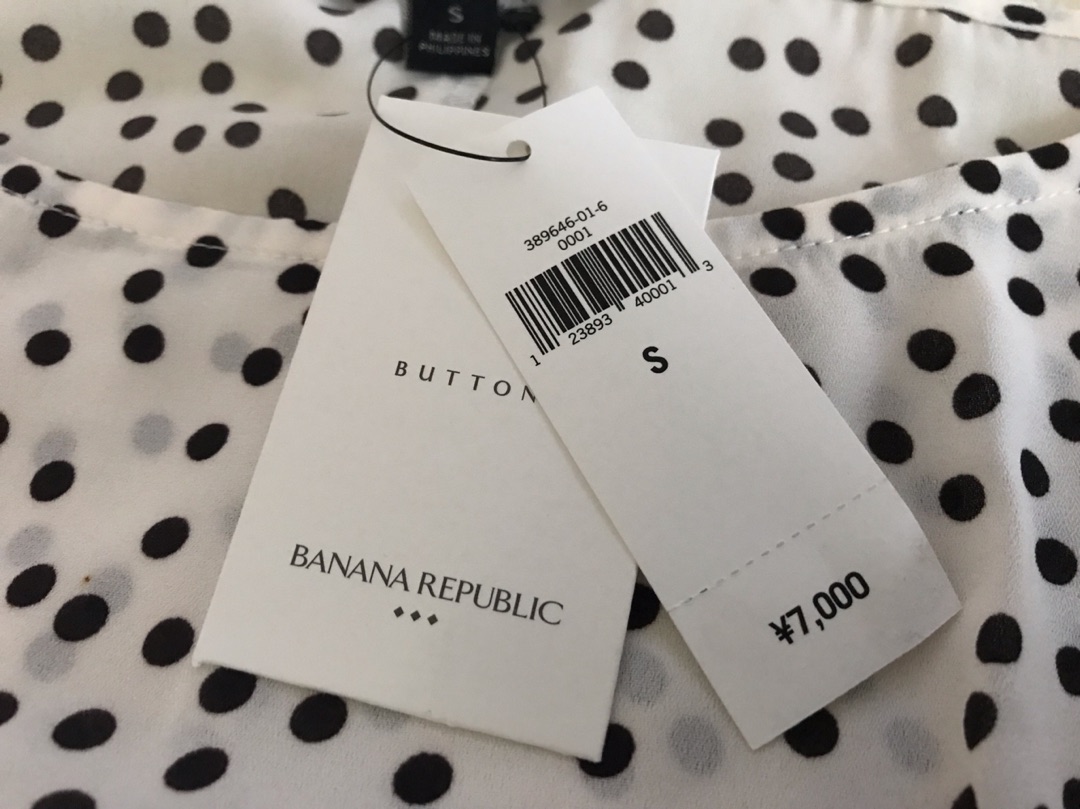 S
MADE IN
PHILIPPINES
389646-01-6
0001
1 23893 40001 3
S
BUTTON
BANANA REPUBLIC
¥7,000